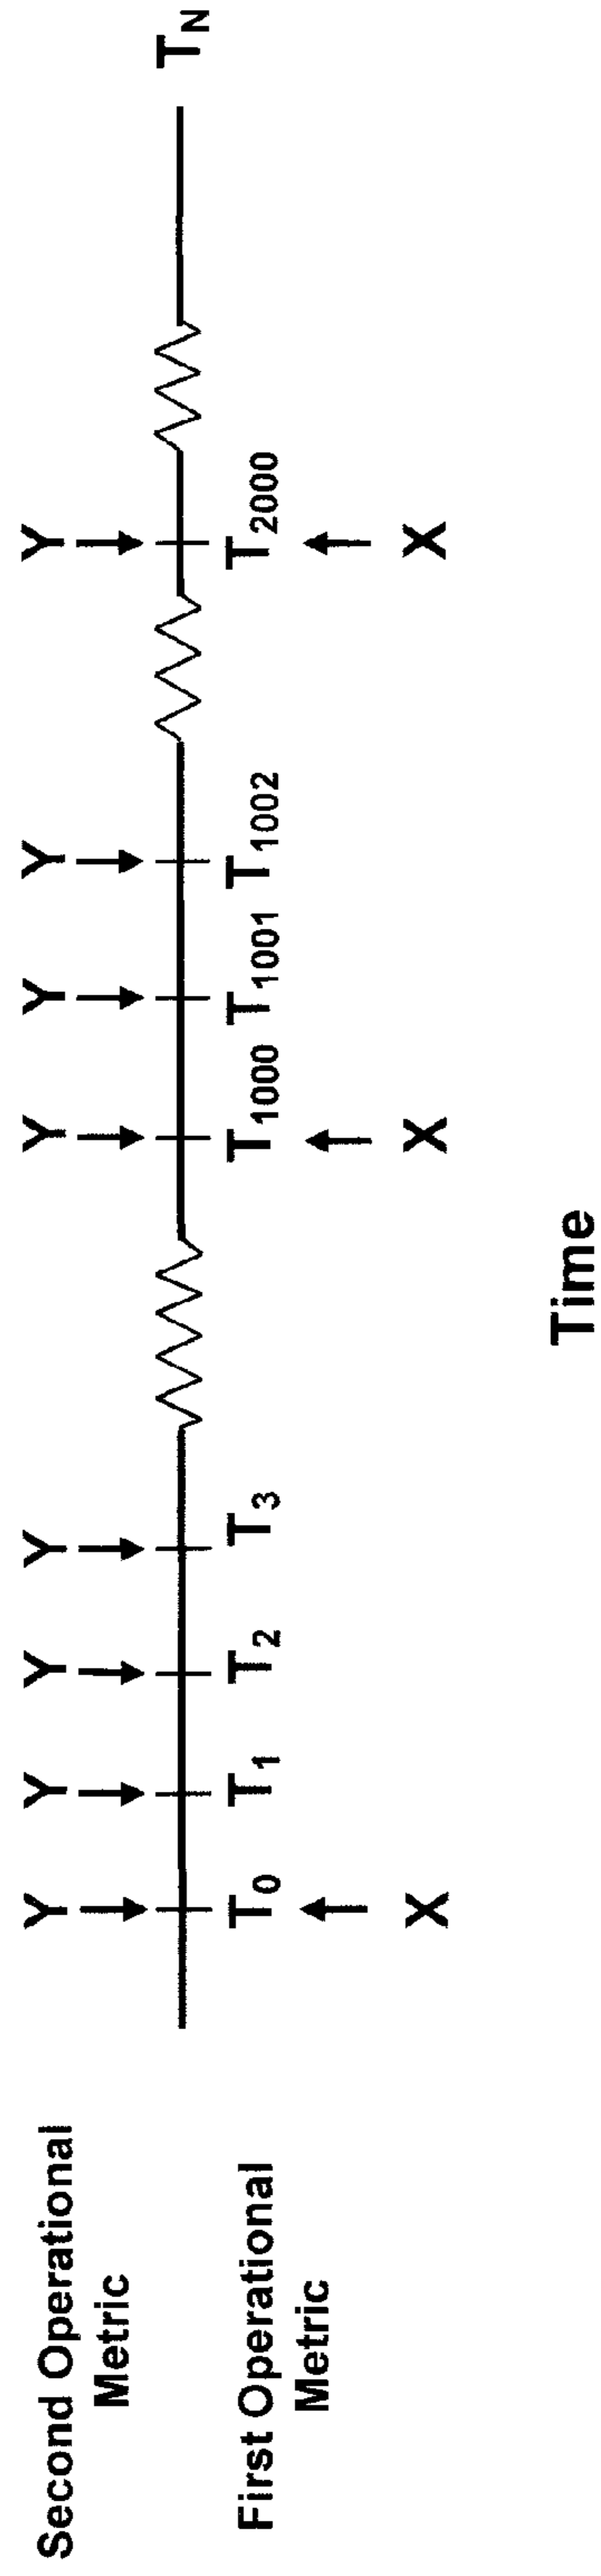 Y Y Y Y Y Y Y Y
Second Operational
Metric
T0 T1 T2 T3 T1000 T1001 T1002 T2000 TN
First Operational
Metric
X X X
Time